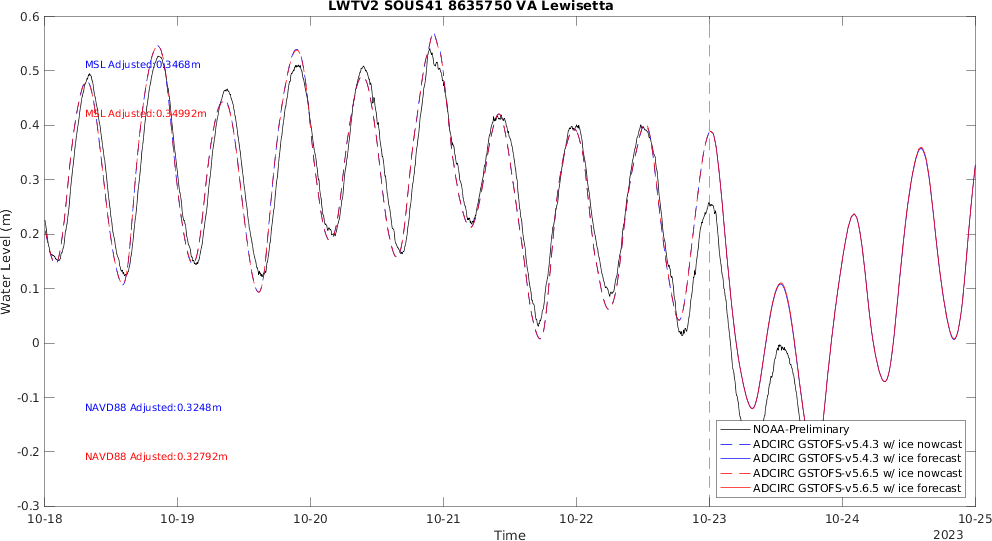 LWTV2 SOUS41 8635750 VA Lewisetta
0.6
0.5
0.4
0.3
0.2
0.1
0
-0.1
-0.2
-0.3
Water Level (m)
MSL Adjusted:0.3468m
MSL Adjusted:0.34992m
NAVD88 Adjusted:0.3248m
NAVD88 Adjusted:0.32792m
NOAA-Preliminary
ADCIRC GSTOFS-v5.4.3 w/ ice nowcast
ADCIRC GSTOFS-v5.4.3 w/ ice forecast
ADCIRC GSTOFS-v5.6.5 w/ ice nowcast
ADCIRC GSTOFS-v5.6.5 w/ ice forecast
10-18 10-19 10-20 10-21 10-22 10-23 10-24 10-25
Time
2023